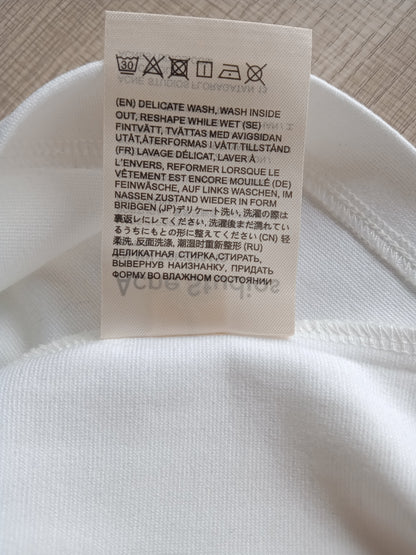 30
(EN) DELICATE WASH, WASH INSIDE
OUT, RESHAPE WHILE WET (SE)
FINTVÄTT, TVÄTTAS MED AVIGSIDAN
UTÅT,ÅTERFORMAS I VÅTT TILLSTÅND
(FR) LAVAGE DÉLICAT, LAVER À
L'ENVERS, REFORMER LORSQUE LE
VÊTEMENT EST ENCORE MOUILLÉ (DE)
FEINWÄSCHE, AUF LINKS WASCHEN, IM
NASSEN ZUSTAND WIEDER IN FORM
BRIBGEN (JP)デリケート洗い, 洗濯の際は
裏返しにしてください, 洗濯後まだ濡れてい
るうちにもとの形に整えてください (CN) 轻
柔洗, 反面洗涤, 潮湿时重新整形 (RU)
ДЕЛИКАТНАЯ СТИРКА,СТИРАТЬ,
ВЫВЕРНУВ НАИЗНАНКУ, ПРИДАТЬ
ФОРМУ ВО ВЛАЖНОМ СОСТОЯНИИ
Acne Studios